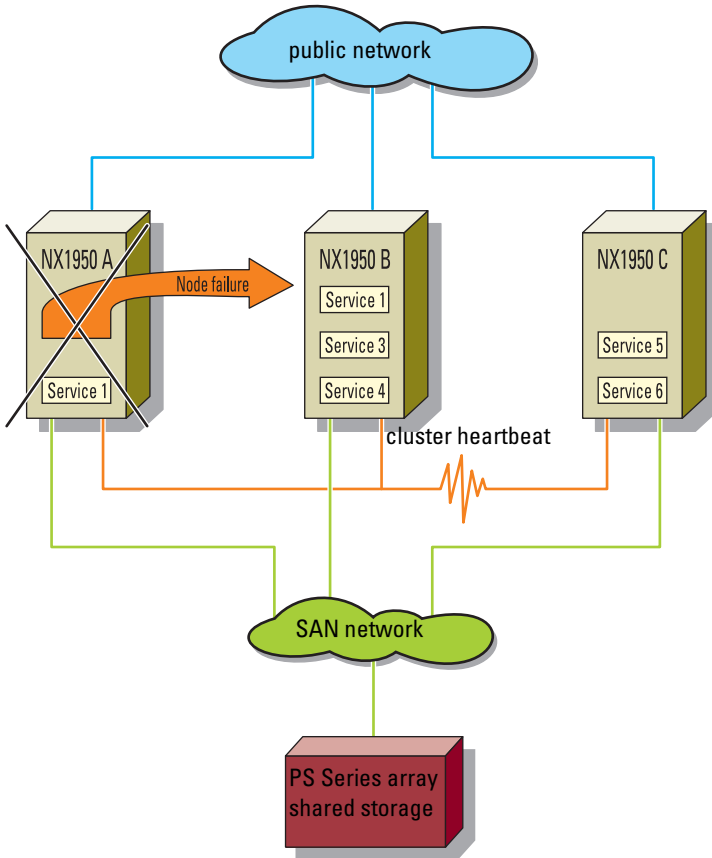 public network
NX1950 A
NX1950 B
NX1950 C
Node failure
Service 1
Service 1
Service 3
Service 4
Service 5
Service 6
cluster heartbeat
SAN network
PS Series array
shared storage